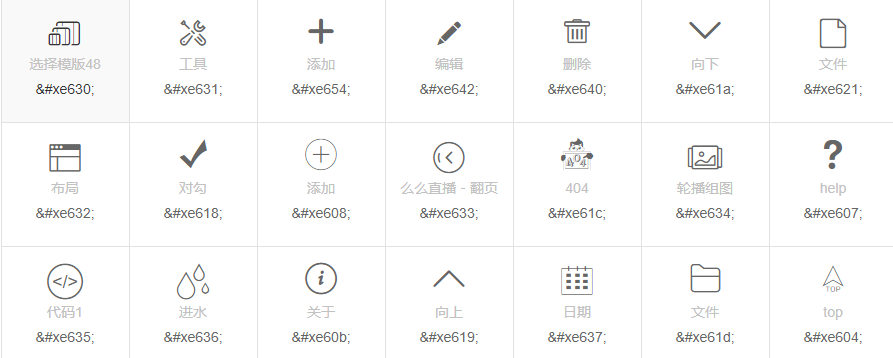 选择模版48 工具 添加 编辑 删除 向下 文件
&#xe630; &#xe631; &#xe654; &#xe642; &#xe640; &#xe61a; &#xe621;
404
布局 对勾 添加 么么直播 - 翻页 404 轮播组图 help
&#xe632; &#xe618; &#xe608; &#xe633; &#xe61c; &#xe634; &#xe607;
</> i TOP
代码1 进水 关于 向上 日期 文件 top
&#xe635; &#xe636; &#xe60b; &#xe619; &#xe637; &#xe61d; &#xe604;